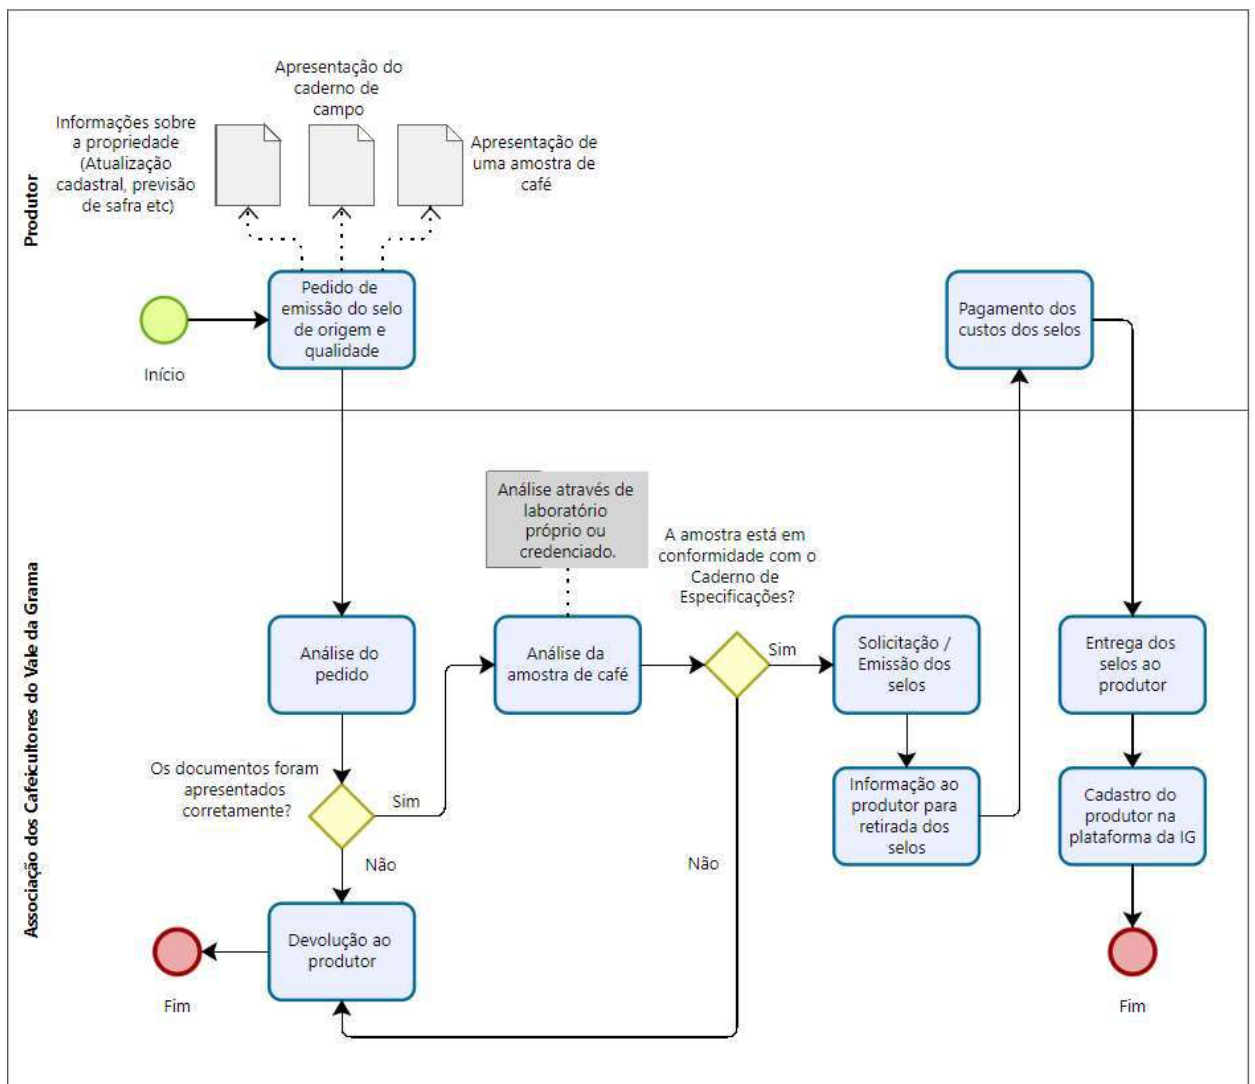 Produtor
Informações sobre
a propriedade
(Atualização
cadastral, previsão
de safra etc)
Apresentação do
caderno de
campo
Apresentação de
uma amostra de
café
Início
Pedido de
emissão do selo
de origem e
qualidade
Pagamento dos
custos dos selos
Associação dos Cafeicultores do Vale da Grama
Análise do
pedido
Os documentos foram
apresentados
corretamente?
Sim
Não
Devolução ao
produtor
Fim
Análise através de
laboratório
próprio ou
credenciado.
Análise da
amostra de café
A amostra está em
conformidade com o
Caderno de
Especificações?
Sim
Não
Solicitação /
Emissão dos
selos
Informação ao
produtor para
retirada dos
selos
Entrega dos
selos ao
produtor
Cadastro do
produtor na
plataforma da IG
Fim